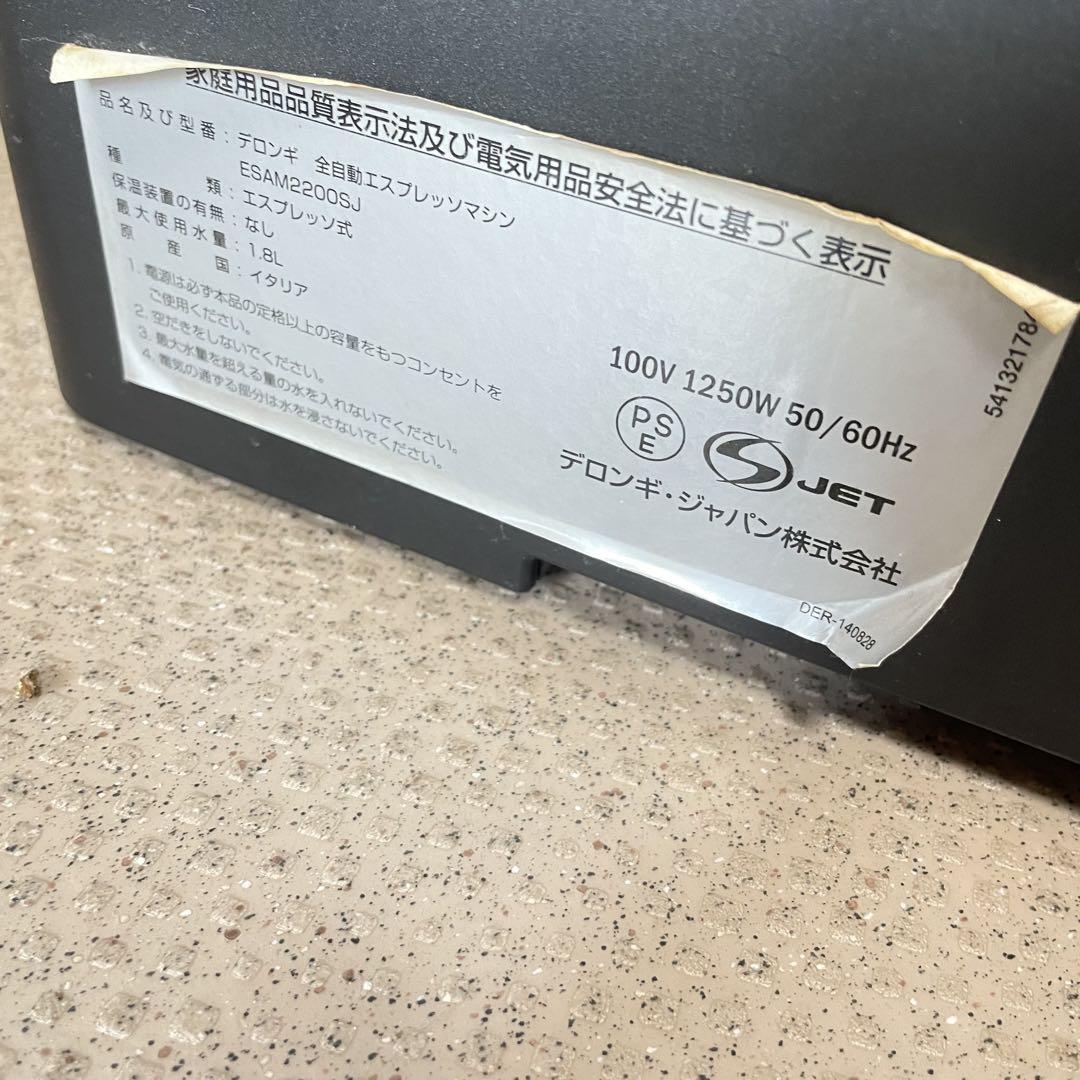 家庭用品品質表示法及び電気用品安全法に基づく表示
品名及び型番：デロンギ 全自動エスプレッソマシン
ESAM2200SJ
種類：エスプレッソ式
保温装置の有無：なし
最大使用水量：1.8L
原産国：イタリア
1. 電源は必ず本品の定格以上の容量をもつコンセントを
ご使用ください。
2. 空だきをしないでください。
3. 最大水量を超える量の水を入れないでください。
4. 電気の通ずる部分は水を浸さないでください。
100V 1250W 50/60Hz
PS
E
S JET
デロンギ・ジャパン株式会社
DER-140828
54132178